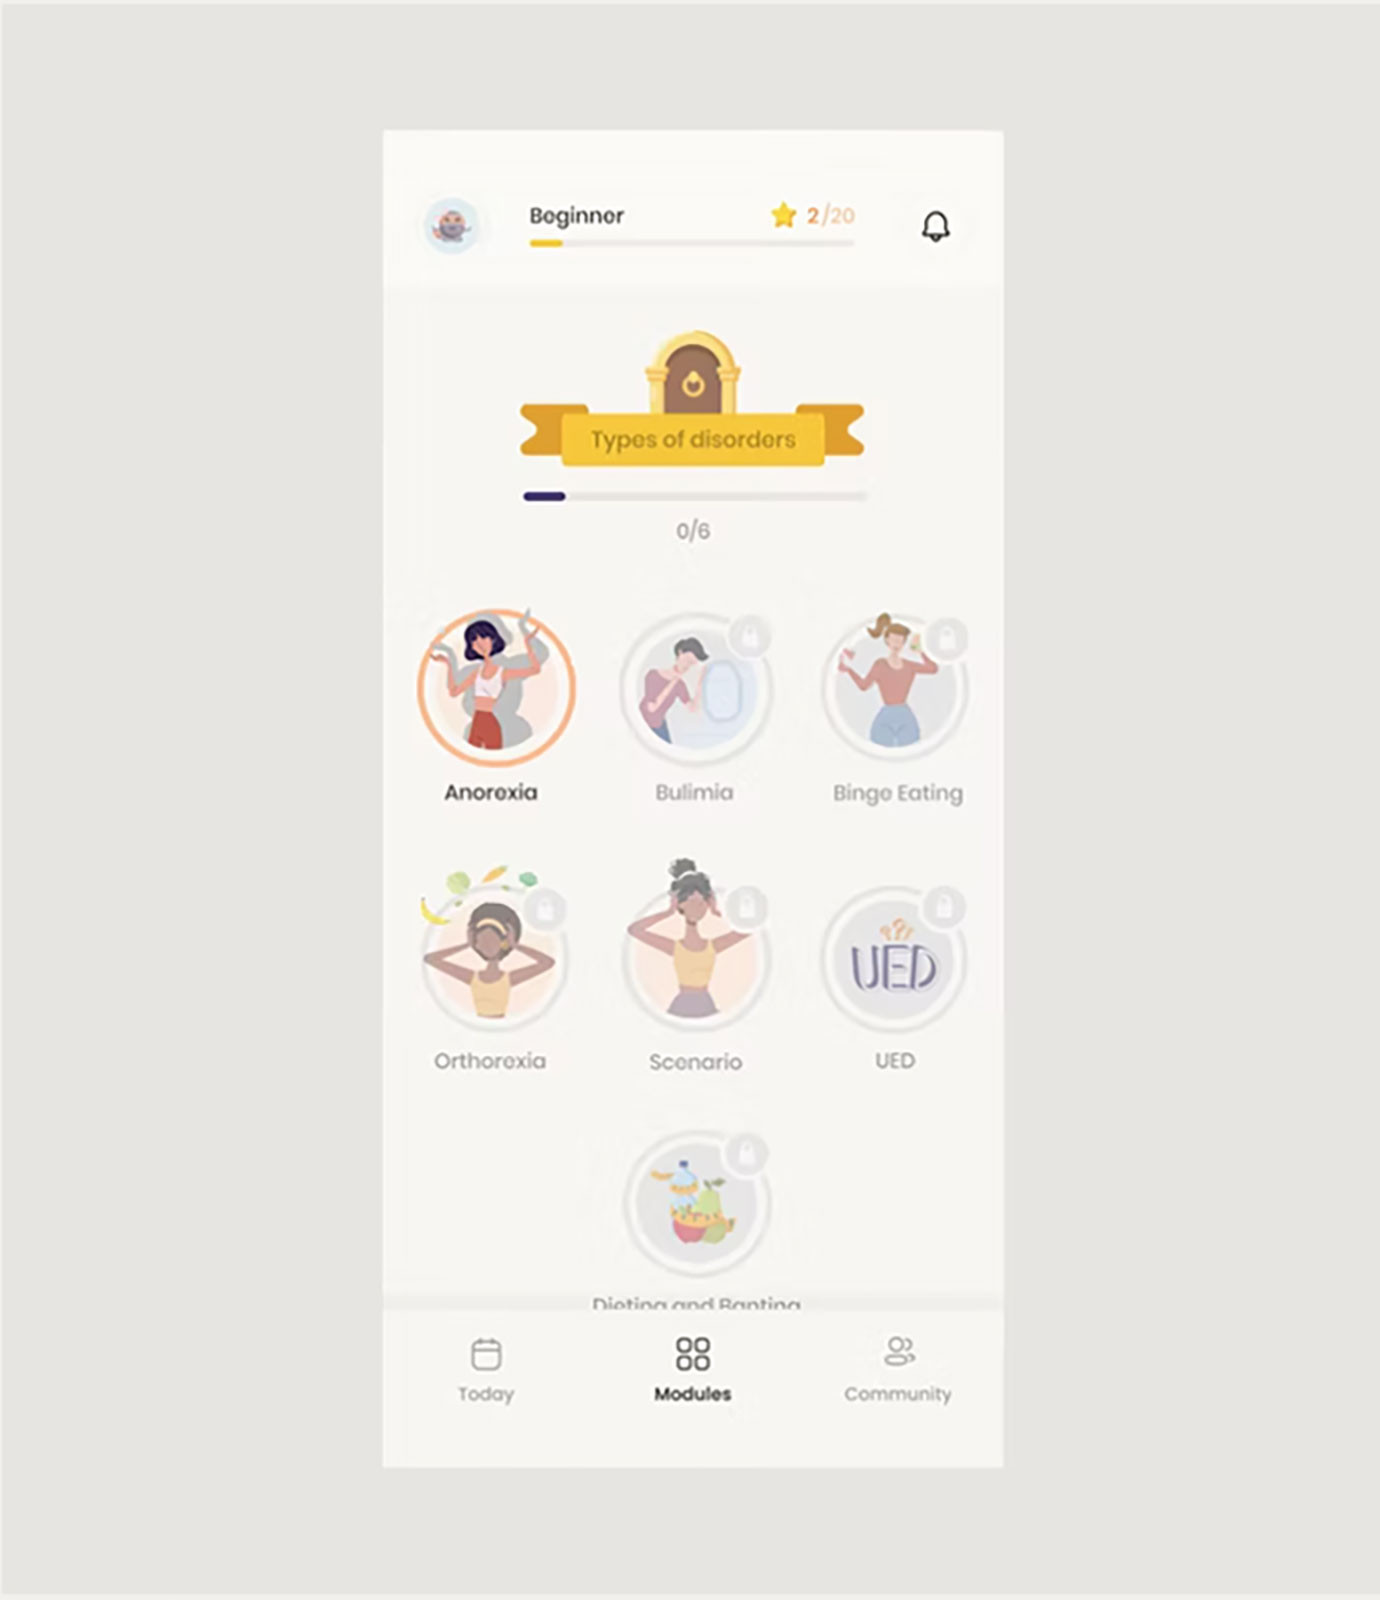 Beginner
2/20
Types of disorders
0/6
Anorexia
Bulimia
Binge Eating
Orthorexia
Scenario
UED
UED
Dieting and Banting
Today
Modules
Community